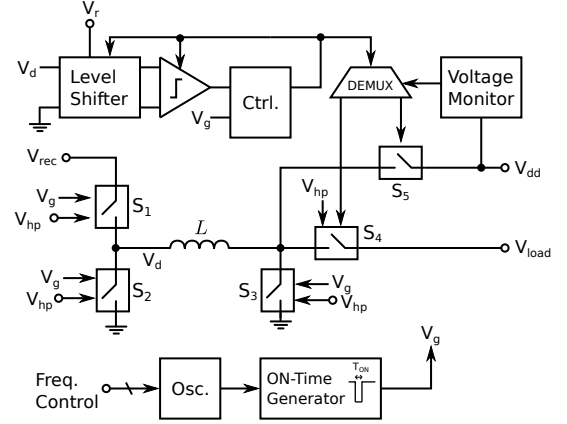 V_r
V_d
Level
Shifter
Ctrl.
V_g
DEMUX
Voltage
Monitor
V_rec
V_dd
S_5
V_g
S_1
V_hp
V_hp
L
S_4
V_load
V_d
V_g
S_2
V_hp
S_3
V_g
V_hp
Freq.
Control
Osc.
ON-Time
Generator
T_ON
V_g